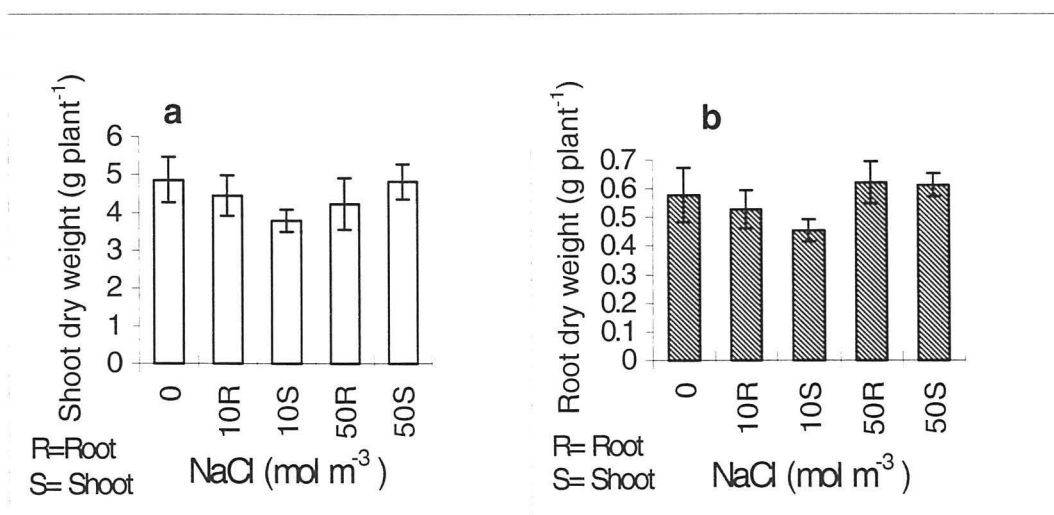 a
Shoot dry weight (g plant⁻¹)
6
5
4
3
2
1
0
0
10R
10S
50R
50S
R=Root
S= Shoot
NaCl (mol m⁻³)
b
Root dry weight (g plant⁻¹)
0.7
0.6
0.5
0.4
0.3
0.2
0.1
0
0
10R
10S
50R
50S
R= Root
S= Shoot
NaCl (mol m⁻³)